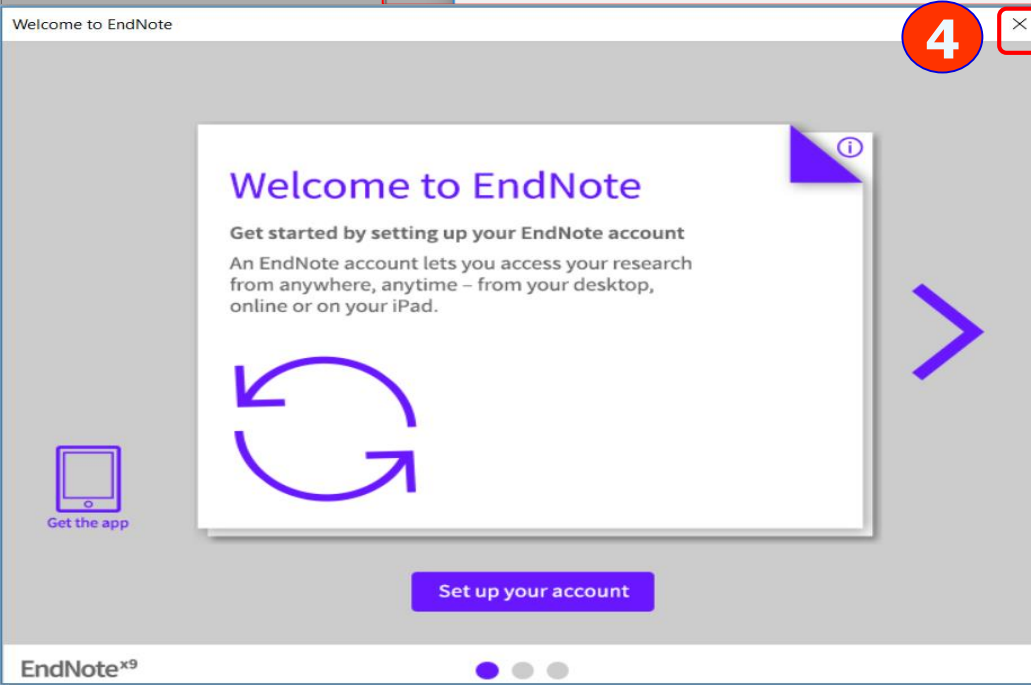 Welcome to EndNote
4
Welcome to EndNote
Get started by setting up your EndNote account
An EndNote account lets you access your research
from anywhere, anytime – from your desktop,
online or on your iPad.
Get the app
Set up your account
EndNote x9